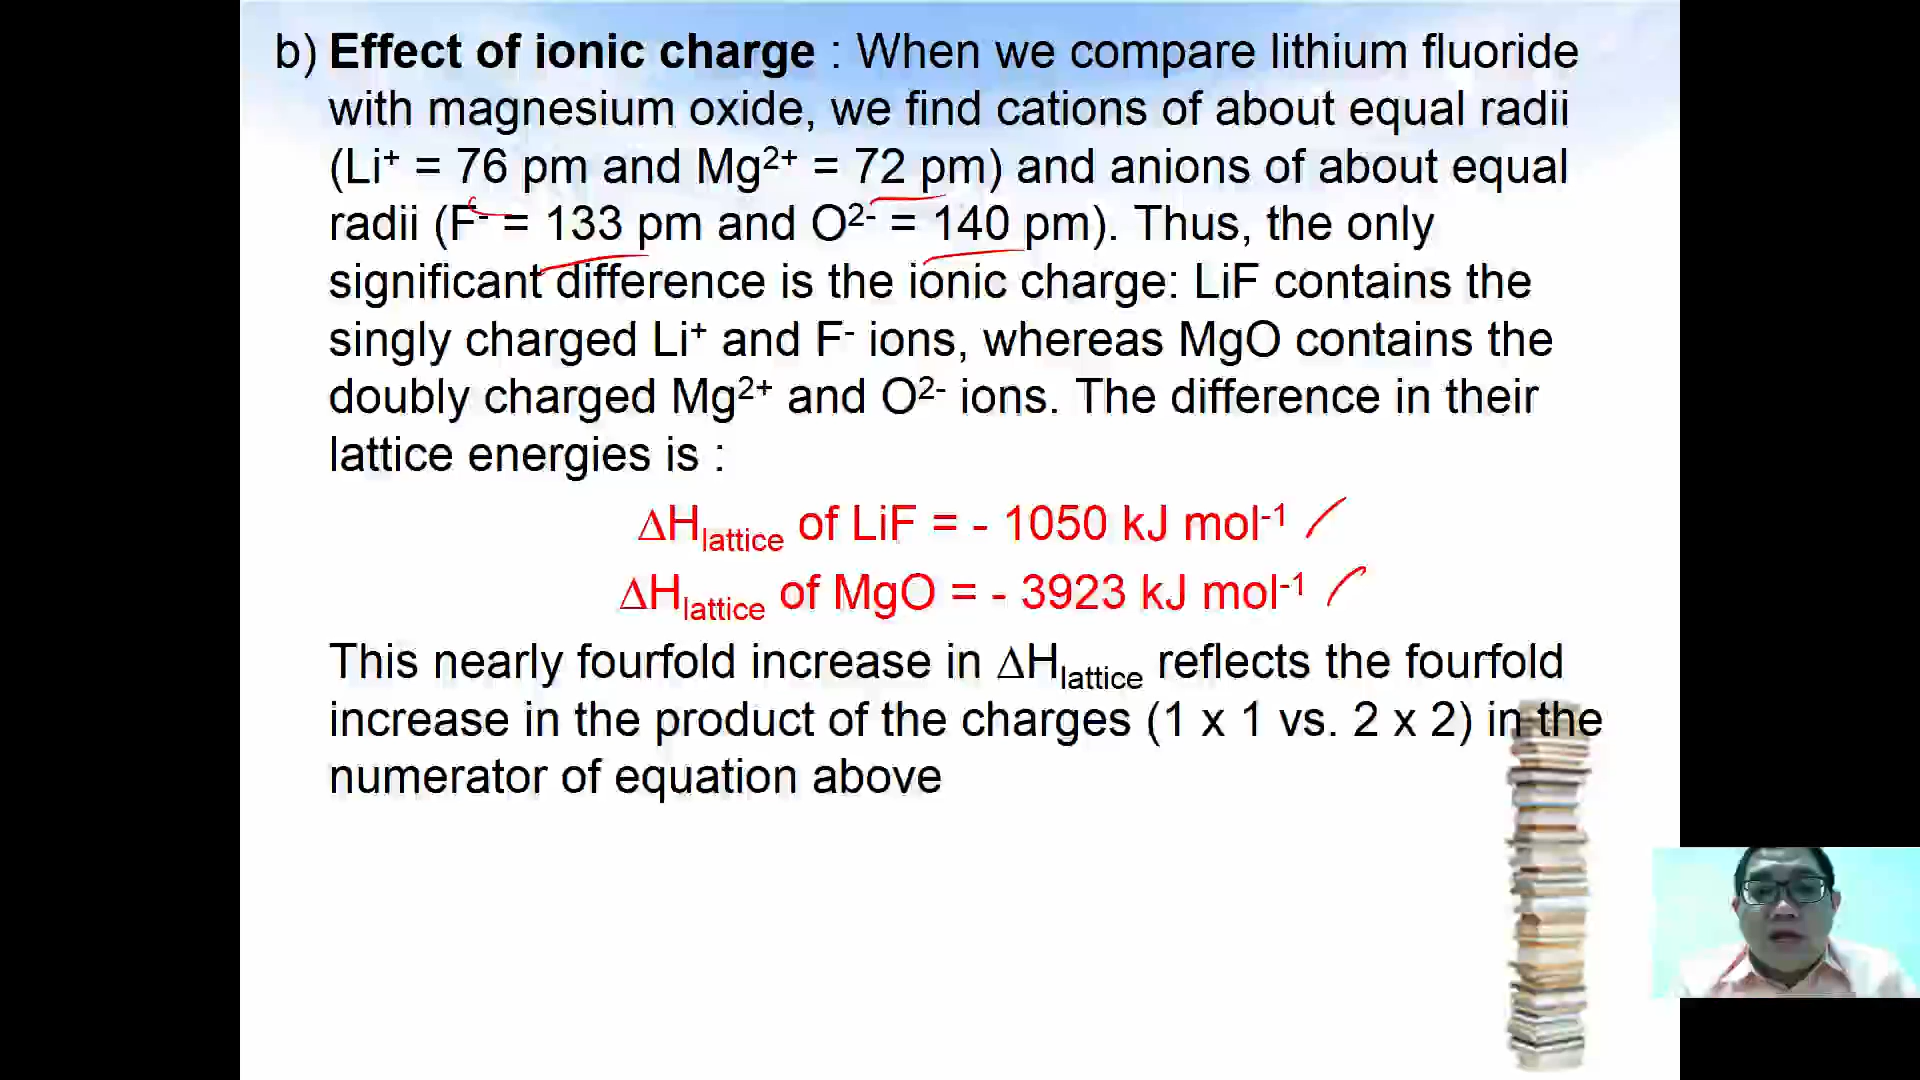 b) Effect of ionic charge : When we compare lithium fluoride
with magnesium oxide, we find cations of about equal radii
(Li⁺ = 76 pm and Mg²⁺ = 72 pm) and anions of about equal
radii (F⁻ = 133 pm and O²⁻ = 140 pm). Thus, the only
significant difference is the ionic charge: LiF contains the
singly charged Li⁺ and F⁻ ions, whereas MgO contains the
doubly charged Mg²⁺ and O²⁻ ions. The difference in their
lattice energies is :
ΔH_lattice of LiF = - 1050 kJ mol⁻¹
ΔH_lattice of MgO = - 3923 kJ mol⁻¹
This nearly fourfold increase in ΔH_lattice reflects the fourfold
increase in the product of the charges (1 x 1 vs. 2 x 2) in the
numerator of equation above